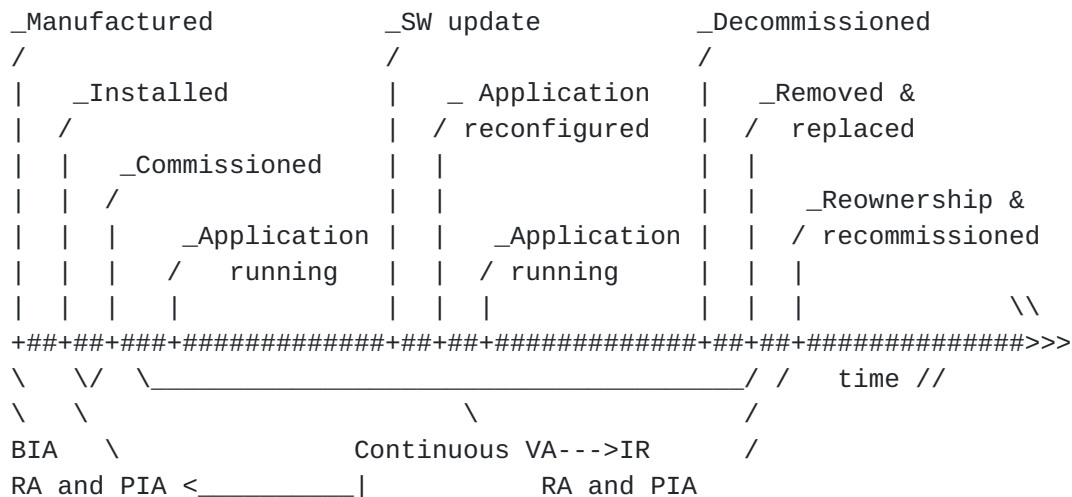 _Manufactured _SW update _Decommissioned
/ / /
| _Installed | _ Application | _Removed &
| / | / reconfigured | / replaced
| | _Commissioned | | | |
| | / | | | | _Reownership &
| | | _Application | | _Application | | / recommissioned
| | | / running | | / running | | |
| | | | | | | | | | \\
+##+##+###+#############+##+##+#############+##+##+##############>>>
\ \/ \______________________________________/ / time //
\ \ \ /
BIA \ Continuous VA--->IR /
RA and PIA <__________| RA and PIA